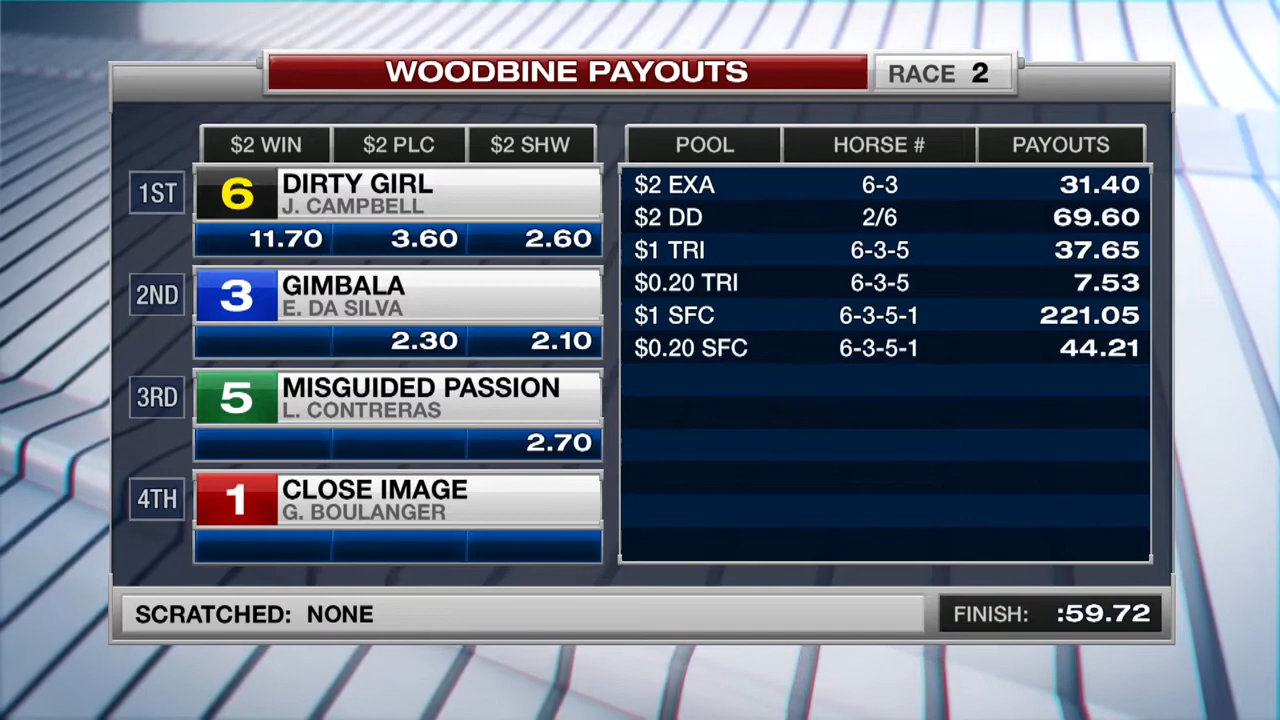 WOODBINE PAYOUTS RACE 2
$2 WIN $2 PLC $2 SHW
1ST 6 DIRTY GIRL
J. CAMPBELL
11.70 3.60 2.60
2ND 3 GIMBALA
E. DA SILVA
2.30 2.10
3RD 5 MISGUIDED PASSION
L. CONTRERAS
2.70
4TH 1 CLOSE IMAGE
G. BOULANGER
POOL HORSE # PAYOUTS
$2 EXA 6-3 31.40
$2 DD 2/6 69.60
$1 TRI 6-3-5 37.65
$0.20 TRI 6-3-5 7.53
$1 SFC 6-3-5-1 221.05
$0.20 SFC 6-3-5-1 44.21
SCRATCHED: NONE
FINISH: :59.72